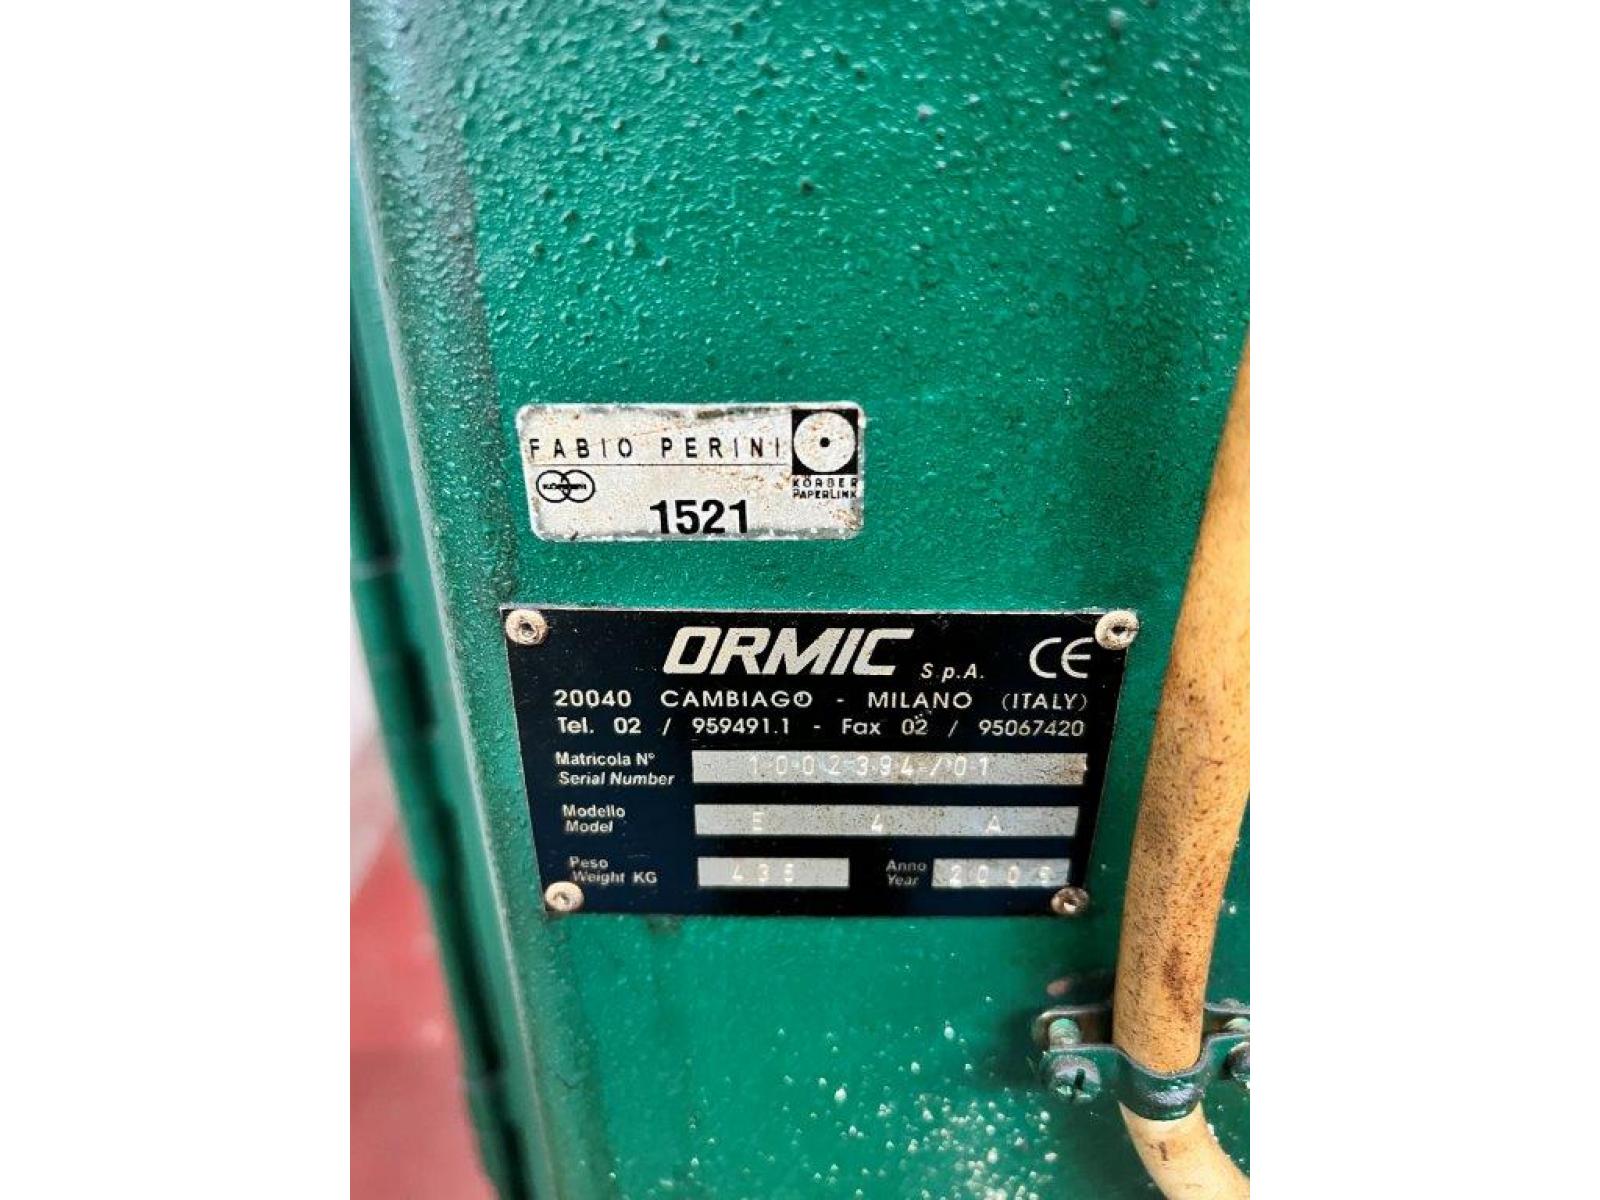 FABIO PERINI
KÖRBER
KÖRBER
PAPERLINK
1521
ORMIC S.p.A. CE
20040 CAMBIAGO - MILANO (ITALY)
Tel. 02 / 959491.1 - Fax 02 / 95067420
Matricola N°
Serial Number 1002394/01
Modello
Model E 4 A
Peso
Weight KG
Anno
Year